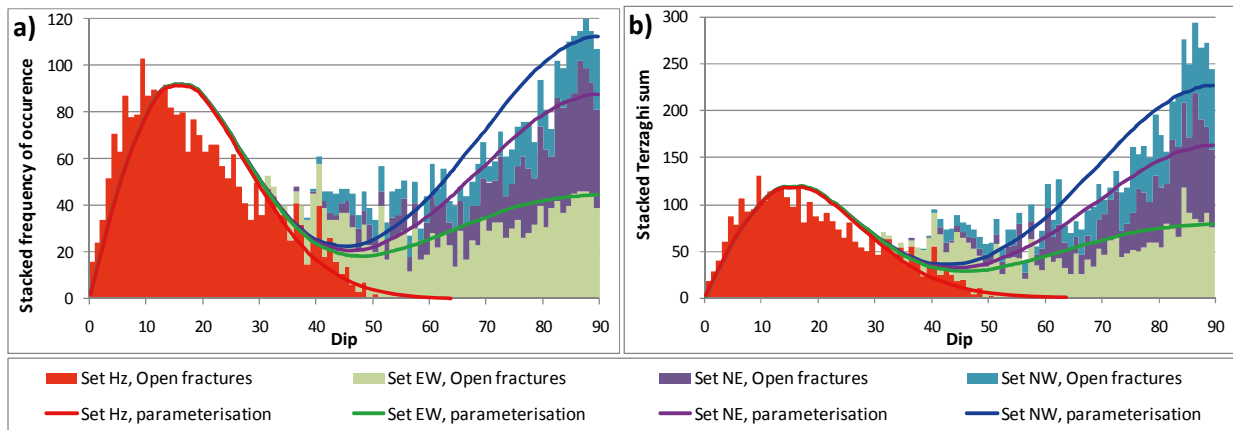 a)
Stacked frequency of occurence
120
100
80
60
40
20
0
0 10 20 30 40 50 60 70 80 90
Dip
b)
Stacked Terzaghi sum
300
250
200
150
100
50
0
0 10 20 30 40 50 60 70 80 90
Dip
Set Hz, Open fractures Set EW, Open fractures Set NE, Open fractures Set NW, Open fractures
Set Hz, parameterisation Set EW, parameterisation Set NE, parameterisation Set NW, parameterisation